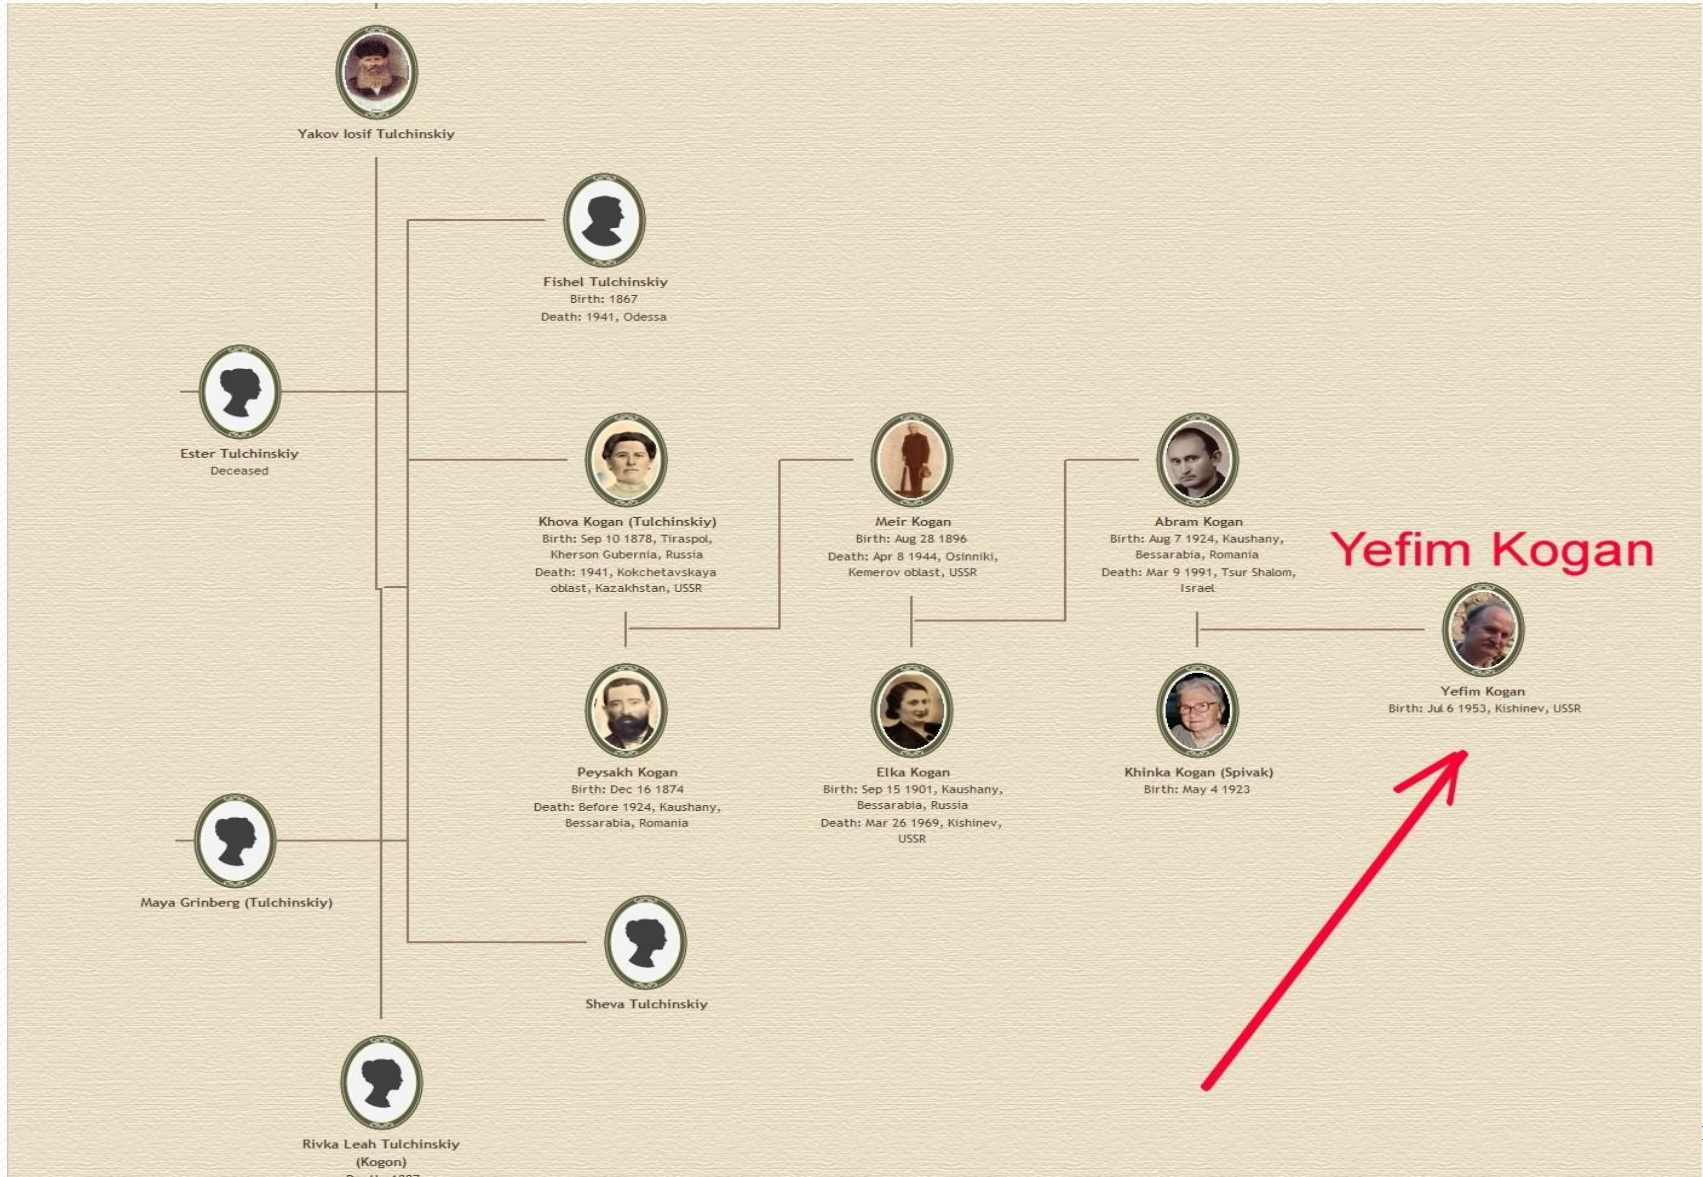 Yakov Iosif Tulchinskiy
Fishel Tulchinskiy
Birth: 1867
Death: 1941, Odessa
Ester Tulchinskiy
Deceased
Khova Kogan (Tulchinskiy)
Birth: Sep 10 1878, Tiraspol,
Kherson Gubernia, Russia
Death: 1941, Kokchetavskaya
oblast, Kazakhstan, USSR
Meir Kogan
Birth: Aug 28 1896
Death: Apr 8 1944, Osinniki,
Kemerov oblast, USSR
Abram Kogan
Birth: Aug 7 1924, Kaushany,
Bessarabia, Romania
Death: Mar 9 1991, Tsur Shalom,
Israel
Yefim Kogan
Yefim Kogan
Birth: Jul 6 1953, Kishinev, USSR
Peysakh Kogan
Birth: Dec 16 1874
Death: Before 1924, Kaushany,
Bessarabia, Romania
Elka Kogan
Birth: Sep 15 1901, Kaushany,
Bessarabia, Russia
Death: Mar 26 1969, Kishinev,
USSR
Khinka Kogan (Spivak)
Birth: May 4 1923
Maya Grinberg (Tulchinskiy)
Sheva Tulchinskiy
Rivka Leah Tulchinskiy
(Kogon)